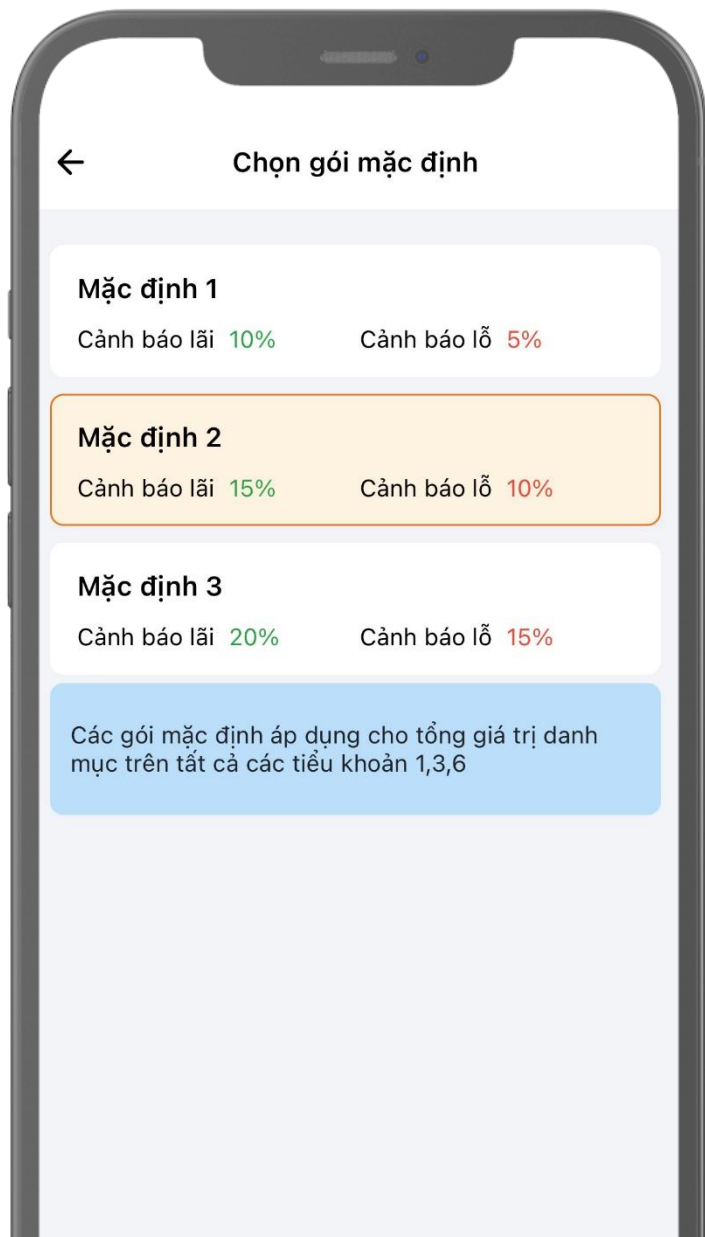 Chọn gói mặc định
Mặc định 1
Cảnh báo lãi 10% Cảnh báo lỗ 5%
Mặc định 2
Cảnh báo lãi 15% Cảnh báo lỗ 10%
Mặc định 3
Cảnh báo lãi 20% Cảnh báo lỗ 15%
Các gói mặc định áp dụng cho tổng giá trị danh
mục trên tất cả các tiểu khoản 1,3,6